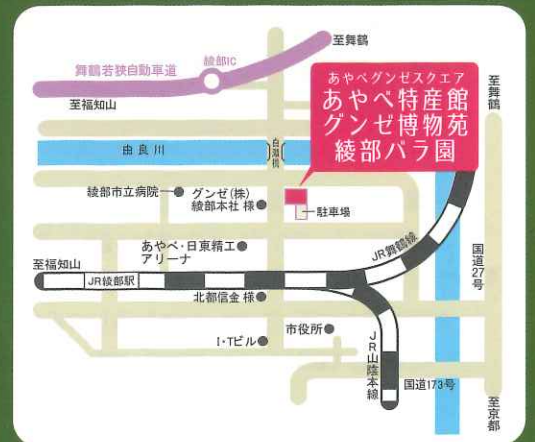 綾部IC
至舞鶴
舞鶴若狭自動車道
至福知山
至舞鶴
あやべグンゼスクエア
あやべ特産館
グンゼ博物苑
綾部バラ園
由良川
白瀬橋
綾部市立病院
グンゼ(株)
綾部本社 様
駐車場
あやべ・日東精工
アリーナ
JR舞鶴線
国道27号
至福知山
JR綾部駅
北都信金 様
市役所
I・Tビル
JR山陰本線
国道173号
至京都